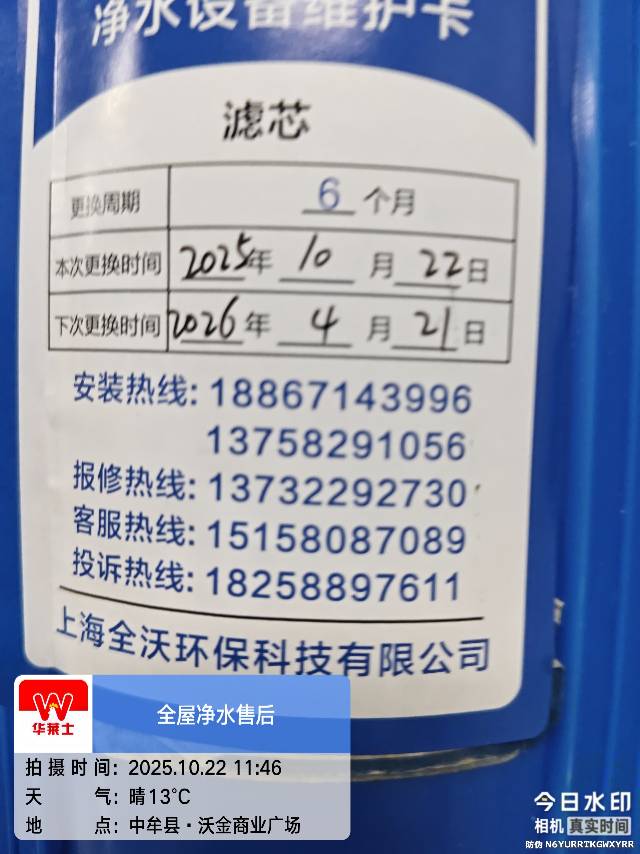 净水设备维护卡
滤芯
更换周期 6 个月
本次更换时间 2025年 10 月 22日
下次更换时间 2026年 4 月 21日
安装热线: 18867143996
13758291056
报修热线: 13732292730
客服热线: 15158087089
投诉热线: 18258897611
上海全沃环保科技有限公司
华莱士
全屋净水售后
拍摄时间: 2025.10.22 11:46
天 气: 晴13°C
地 点: 中牟县·沃金商业广场
今日水印
相机 真实时间
防伪 N6YURRTKGWXYRR